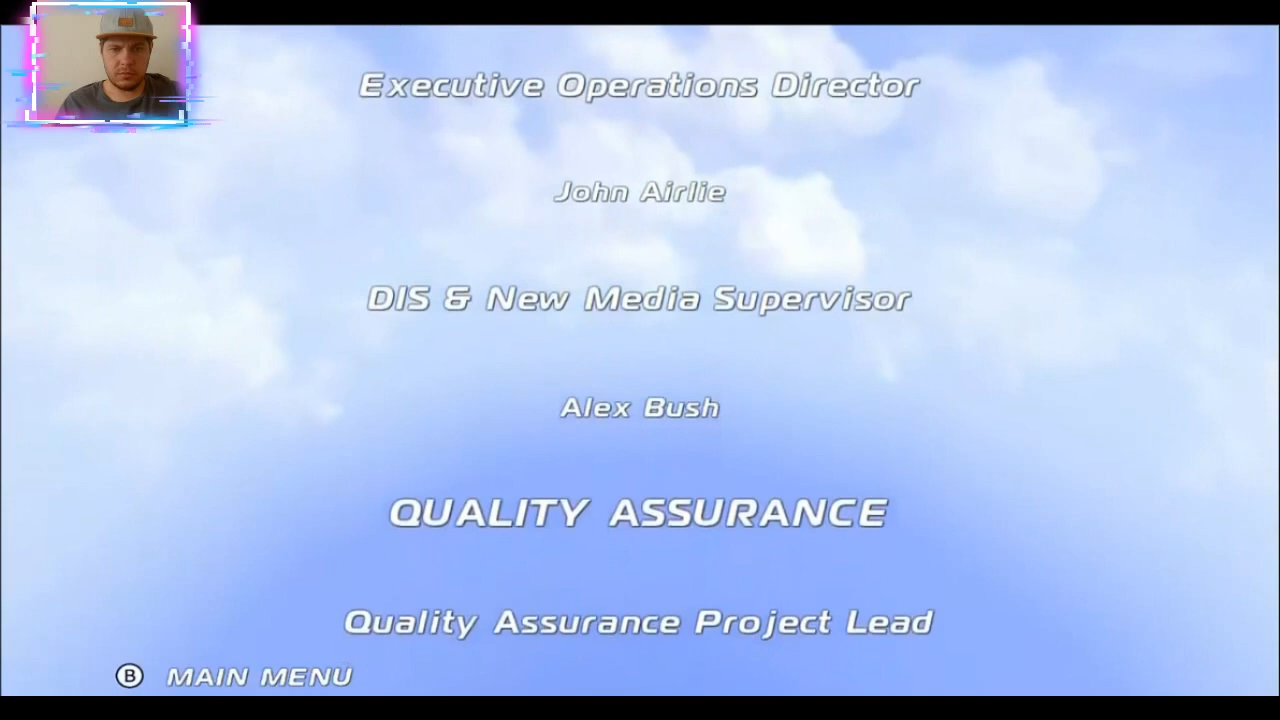 Executive Operations Director
John Airlie
DIS & New Media Supervisor
Alex Bush
QUALITY ASSURANCE
Quality Assurance Project Lead
B MAIN MENU